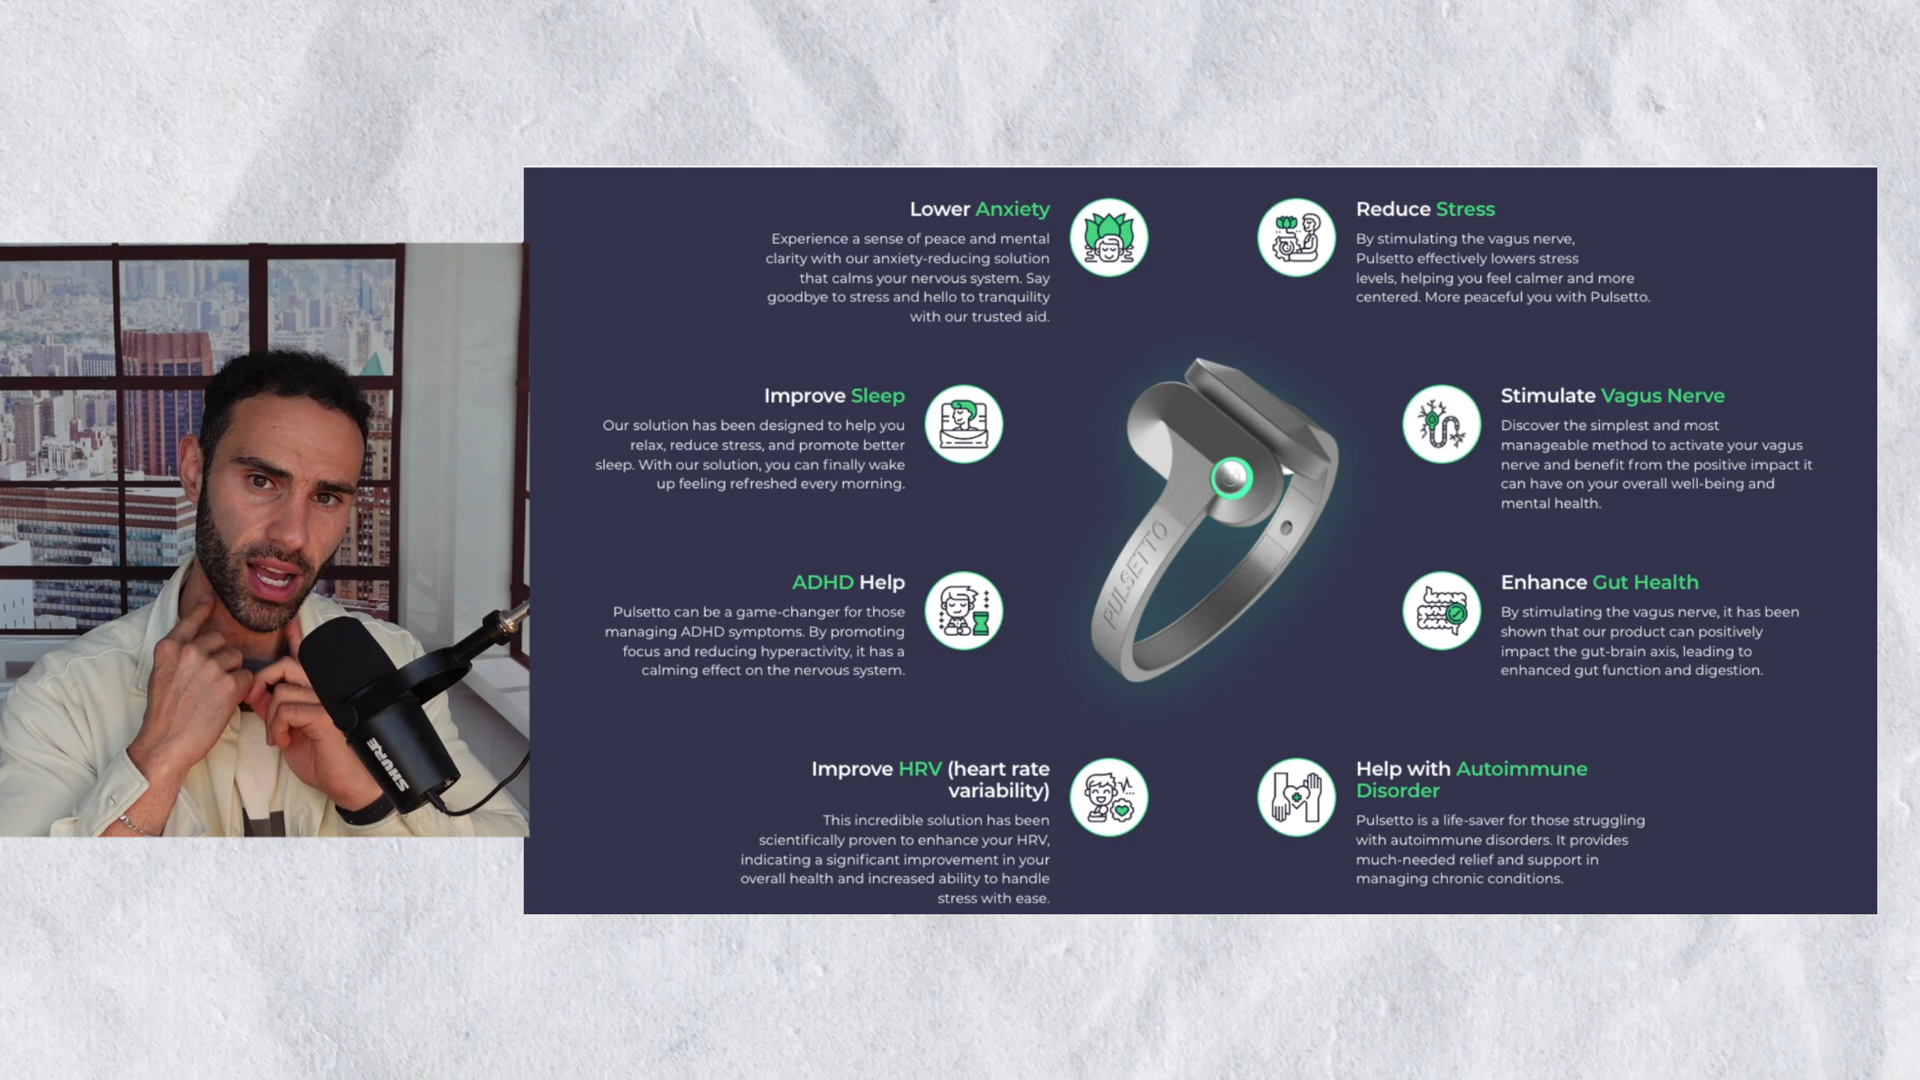 Lower Anxiety
Experience a sense of peace and mental
clarity with our anxiety-reducing solution
that calms your nervous system. Say
goodbye to stress and hello to tranquility
with our trusted aid.
Reduce Stress
By stimulating the vagus nerve,
Pulsetto effectively lowers stress
levels, helping you feel calmer and more
centered. More peaceful you with Pulsetto.
Improve Sleep
Our solution has been designed to help you
relax, reduce stress, and promote better
sleep. With our solution, you can finally wake
up feeling refreshed every morning.
Stimulate Vagus Nerve
Discover the simplest and most
manageable method to activate your vagus
nerve and benefit from the positive impact it
can have on your overall well-being and
mental health.
PULSETTO
ADHD Help
Pulsetto can be a game-changer for those
managing ADHD symptoms. By promoting
focus and reducing hyperactivity, it has a
calming effect on the nervous system.
Enhance Gut Health
By stimulating the vagus nerve, it has been
shown that our product can positively
impact the gut-brain axis, leading to
enhanced gut function and digestion.
Improve HRV (heart rate
variability)
This incredible solution has been
scientifically proven to enhance your HRV,
indicating a significant improvement in your
overall health and increased ability to handle
stress with ease.
Help with Autoimmune
Disorder
Pulsetto is a life-saver for those struggling
with autoimmune disorders. It provides
much-needed relief and support in
managing chronic conditions.
SHURE